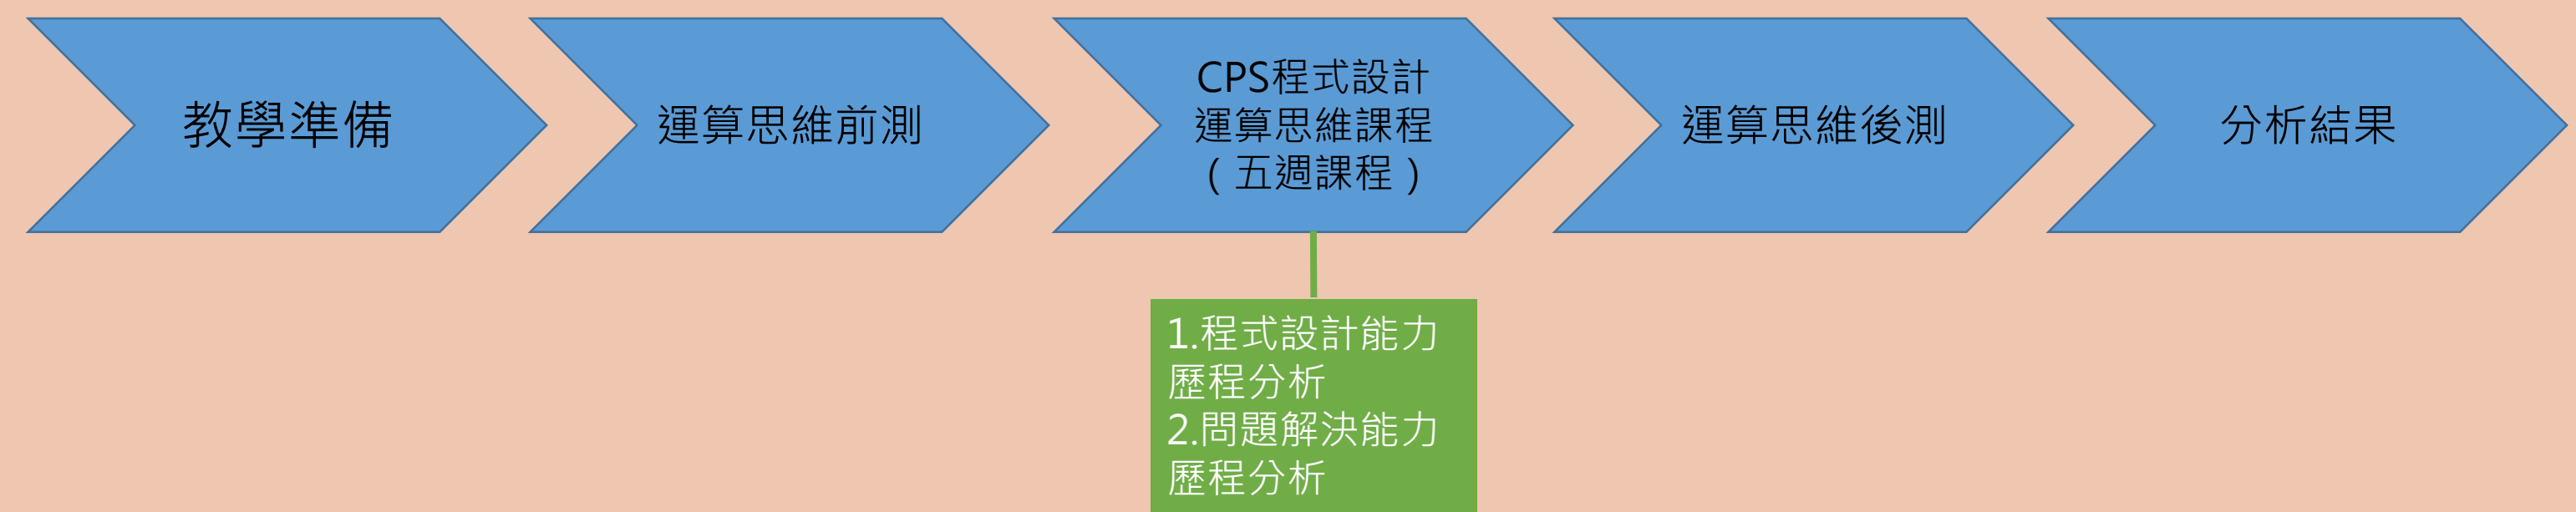 教學準備
運算思維前測
CPS程式設計
運算思維課程
（五週課程）
運算思維後測
分析結果
1.程式設計能力
歷程分析
2.問題解決能力
歷程分析